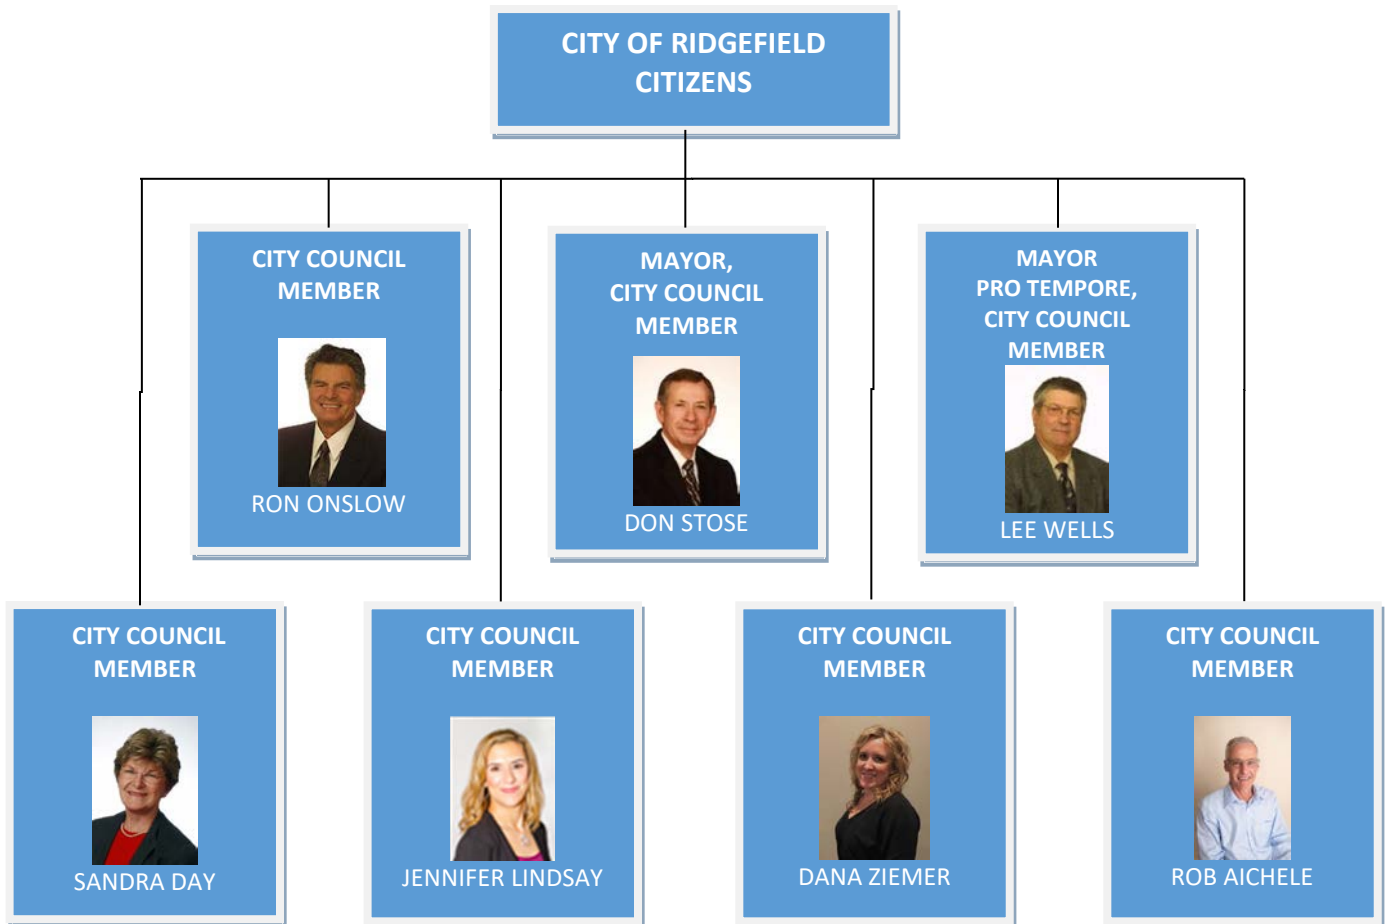 CITY OF RIDGEFIELD
CITIZENS
CITY COUNCIL
MEMBER
RON ONSLOW
MAYOR,
CITY COUNCIL
MEMBER
DON STOSE
MAYOR
PRO TEMPORE,
CITY COUNCIL
MEMBER
LEE WELLS
CITY COUNCIL
MEMBER
SANDRA DAY
CITY COUNCIL
MEMBER
JENNIFER LINDSAY
CITY COUNCIL
MEMBER
DANA ZIEMER
CITY COUNCIL
MEMBER
ROB AICHELE